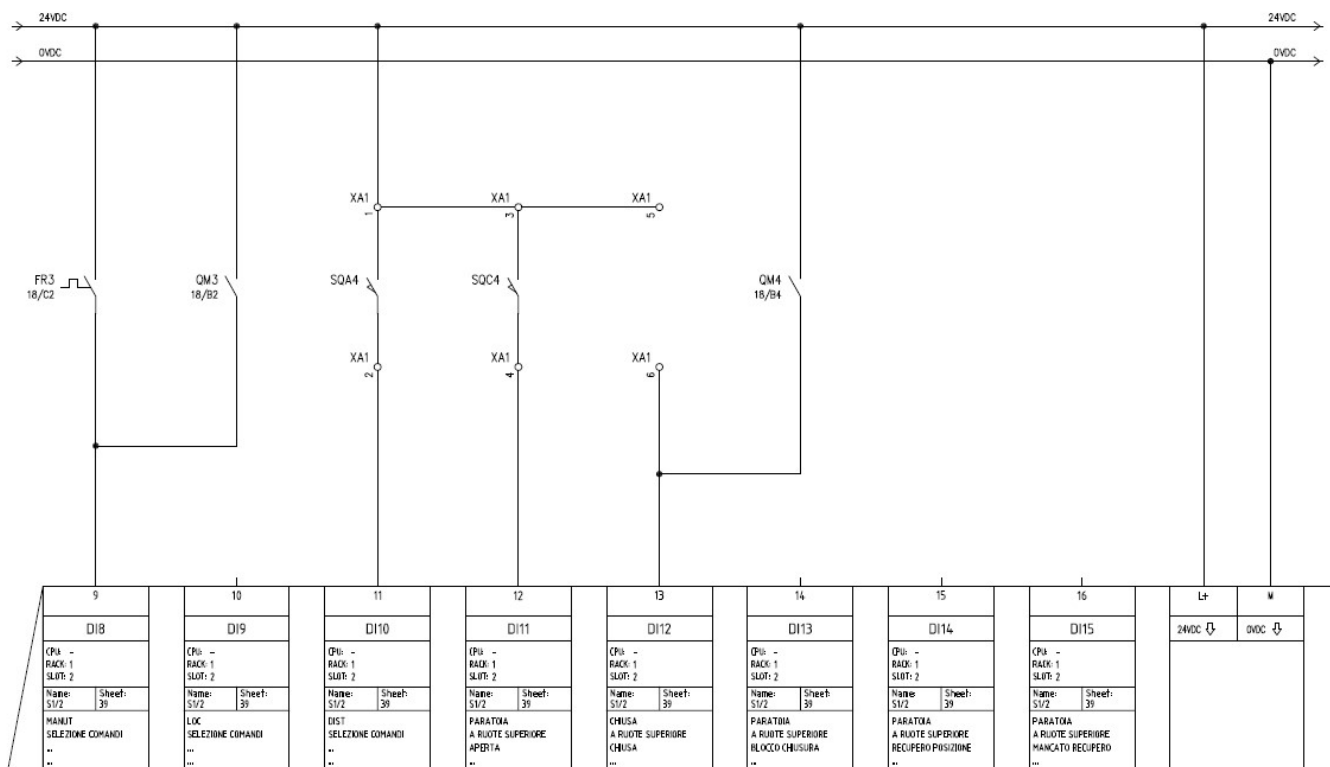 24VDC 24VDC
0VDC 0VDC
XA1 XA1 XA1
1 3 5
FR3 QM3 SQA4 SQC4 QM4
18/C2 18/B2 18/B4
XA1 XA1 XA1
2 4 6
9 10 11 12 13 14 15 16 L+ M
DI8 DI9 DI10 DI11 DI12 DI13 DI14 DI15 24VDC 0VDC
CPU: - CPU: - CPU: - CPU: - CPU: - CPU: - CPU: - CPU: -
RACK: 1 RACK: 1 RACK: 1 RACK: 1 RACK: 1 RACK: 1 RACK: 1 RACK: 1
SLOT: 2 SLOT: 2 SLOT: 2 SLOT: 2 SLOT: 2 SLOT: 2 SLOT: 2 SLOT: 2
Name: Sheet: Name: Sheet: Name: Sheet: Name: Sheet: Name: Sheet: Name: Sheet: Name: Sheet: Name: Sheet:
S1/2 39 S1/2 39 S1/2 39 S1/2 39 S1/2 39 S1/2 39 S1/2 39 S1/2 39
MANUT LOC DIST PARATOIA CHIUSA PARATOIA PARATOIA PARATOIA
SELEZIONE COMANDI SELEZIONE COMANDI SELEZIONE COMANDI A RUOTE SUPERIORE A RUOTE SUPERIORE A RUOTE SUPERIORE A RUOTE SUPERIORE A RUOTE SUPERIORE
... ... ... APERTA CHIUSA BLOCCO CHIUSURA RECUPERO POSIZIONE MANCATO RECUPERO
... ... ... ... ... ... ... ...